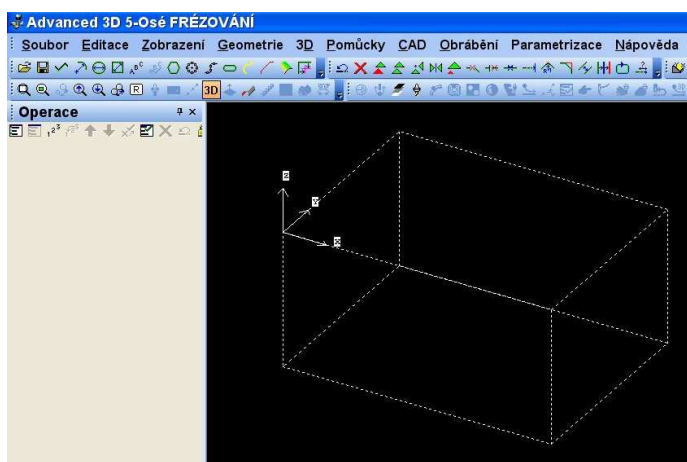 Advanced 3D 5-Osé FRÉZOVÁNÍ
Soubor Editace Zobrazení Geometrie 3D Pomůcky CAD Obrábění Parametrizace Nápověda
3D
Operace
Z
Y
X